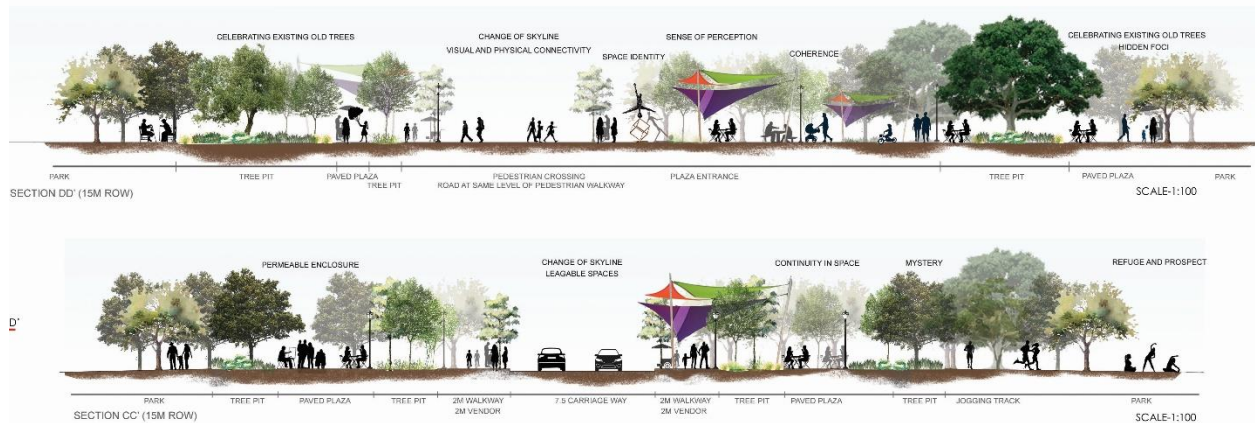 CELEBRATING EXISTING OLD TREES
CHANGE OF SKYLINE
VISUAL AND PHYSICAL CONNECTIVITY
SPACE IDENTITY
SENSE OF PERCEPTION
COHERENCE
CELEBRATING EXISTING OLD TREES
HIDDEN FOCI
PARK
TREE PIT
PAVED PLAZA
TREE PIT
PEDESTRIAN CROSSING
ROAD AT SAME LEVEL OF PEDESTRIAN WALKWAY
PLAZA ENTRANCE
TREE PIT
PAVED PLAZA
PARK
SECTION DD' (15M ROW)
SCALE-1:100
PERMEABLE ENCLOSURE
CHANGE OF SKYLINE
LEAGABLE SPACES
CONTINUITY IN SPACE
MYSTERY
REFUGE AND PROSPECT
D'
PARK
TREE PIT
PAVED PLAZA
TREE PIT
2M WALKWAY
2M VENDOR
7.5 CARRIAGE WAY
2M WALKWAY
2M VENDOR
TREE PIT
PAVED PLAZA
TREE PIT
JOGGING TRACK
PARK
SECTION CC' (15M ROW)
SCALE-1:100